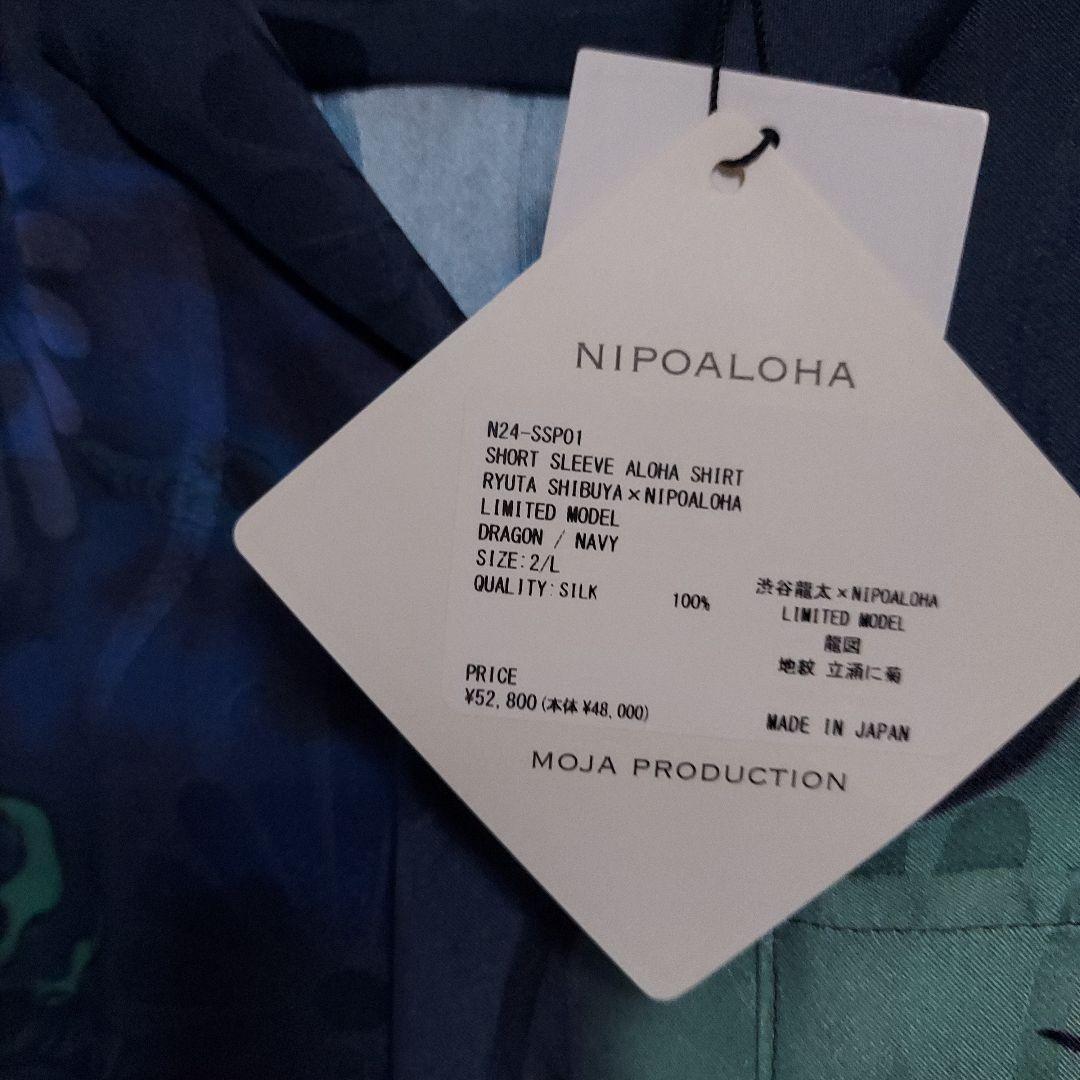 NIPOALOHA
N24-SSP01
SHORT SLEEVE ALOHA SHIRT
RYUTA SHIBUYA×NIPOALOHA
LIMITED MODEL
DRAGON / NAVY
SIZE:2/L
QUALITY:SILK 100%
渋谷龍太×NIPOALOHA
LIMITED MODEL
龍図
地紋 立涌に菊
PRICE
¥52,800(本体¥48,000)
MADE IN JAPAN
MOJA PRODUCTION